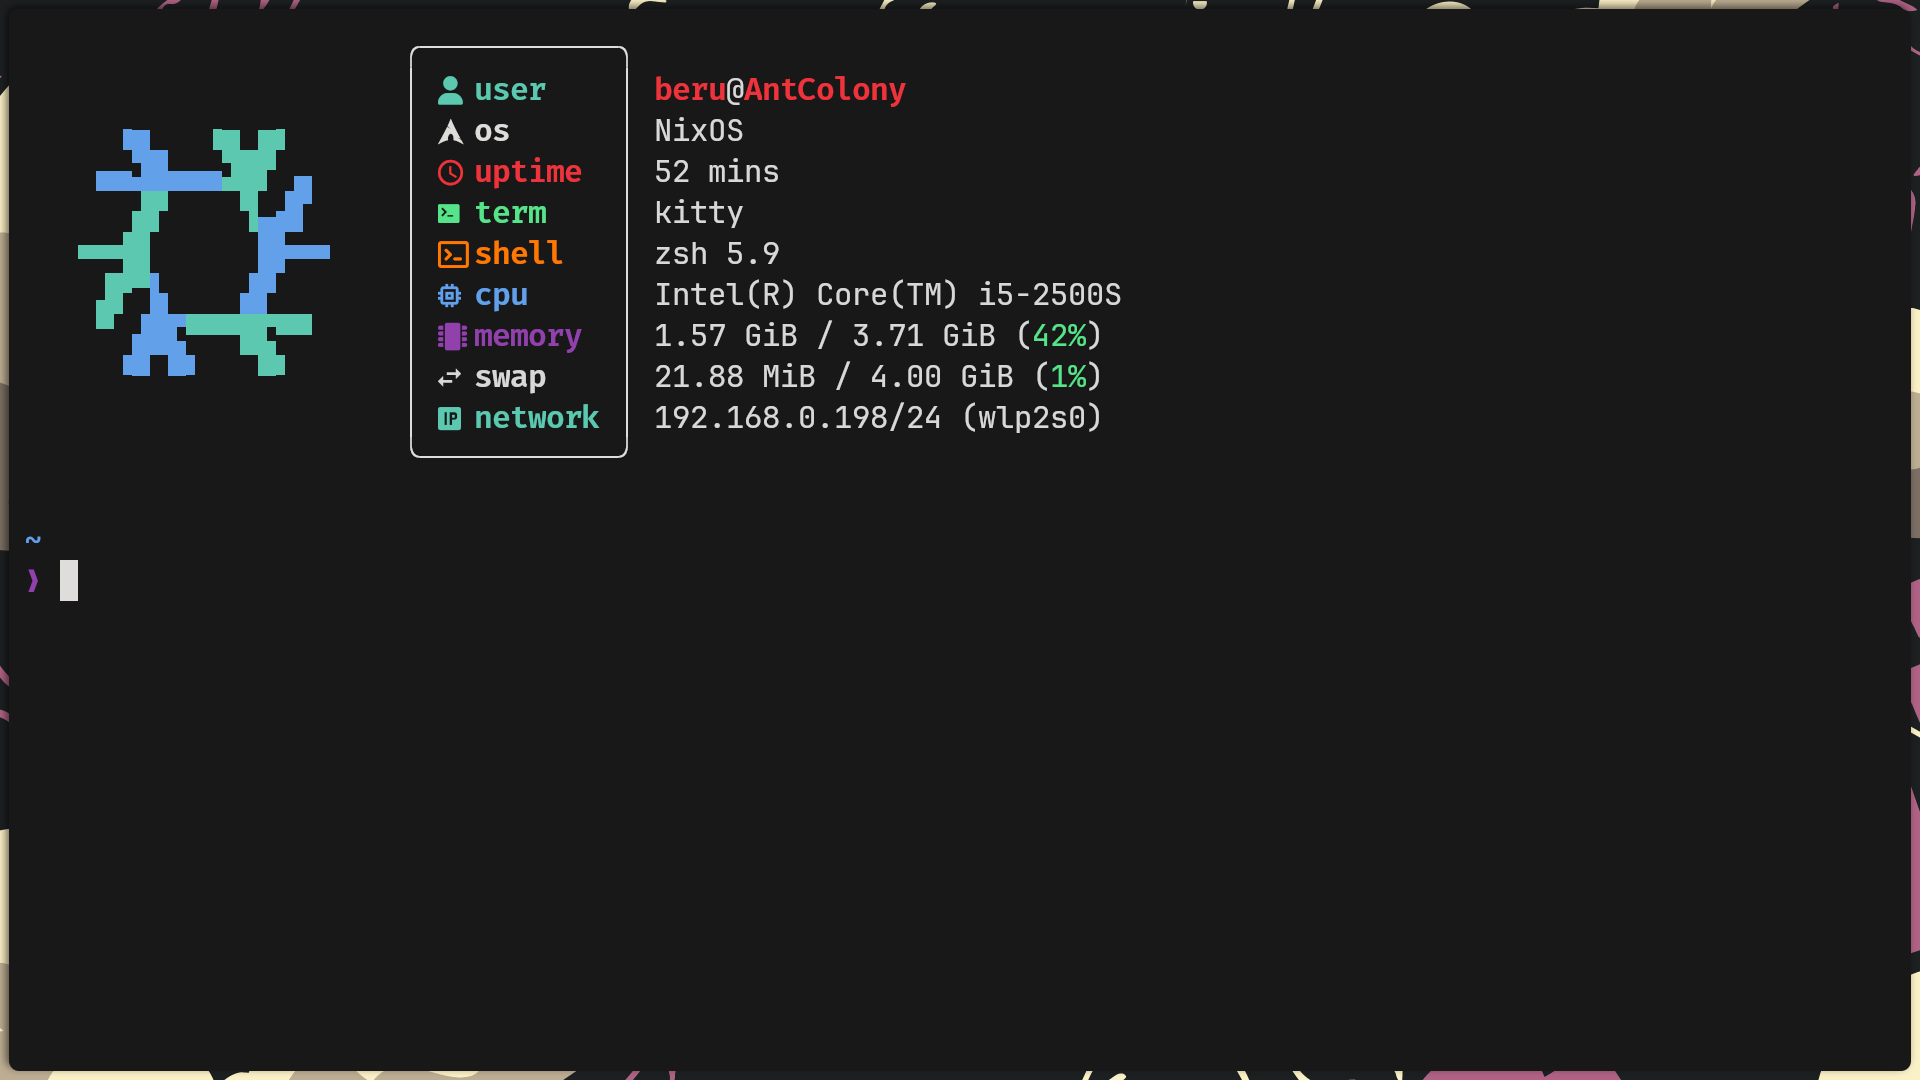 user beru@AntColony
os NixOS
uptime 52 mins
term kitty
shell zsh 5.9
cpu Intel(R) Core(TM) i5-2500S
memory 1.57 GiB / 3.71 GiB (42%)
swap 21.88 MiB / 4.00 GiB (1%)
network 192.168.0.198/24 (wlp2s0)
~
❯